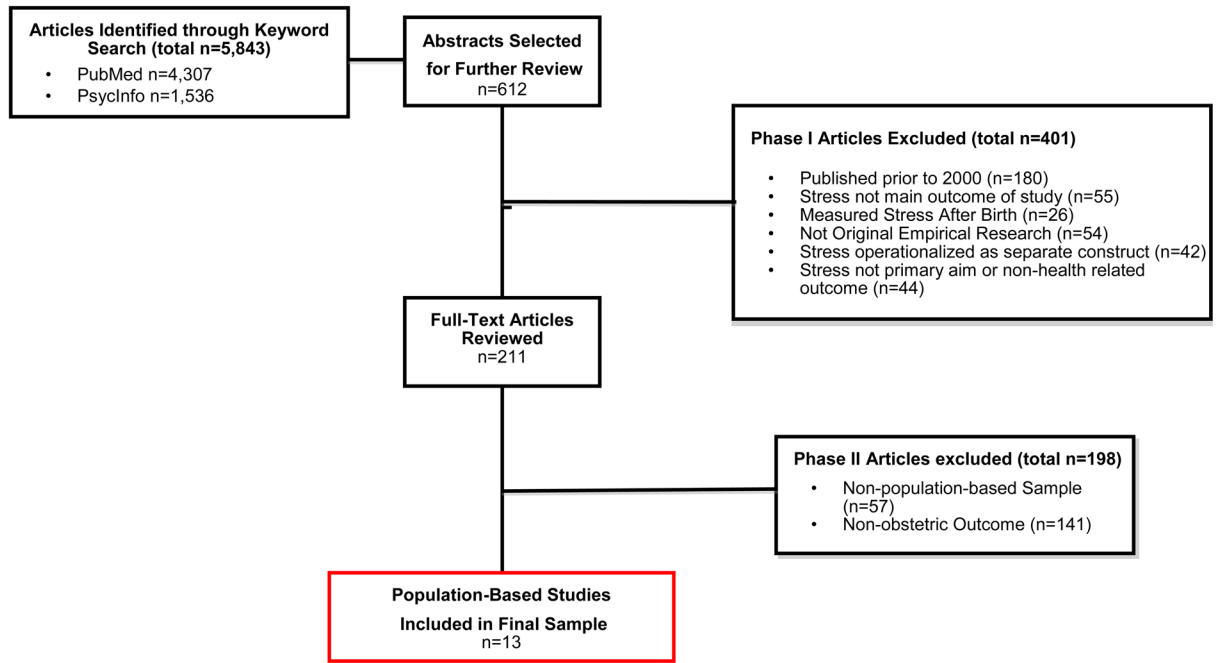 Articles Identified through Keyword
Search (total n=5,843)
• PubMed n=4,307
• PsycInfo n=1,536
Abstracts Selected
for Further Review
n=612
Phase I Articles Excluded (total n=401)
• Published prior to 2000 (n=180)
• Stress not main outcome of study (n=55)
• Measured Stress After Birth (n=26)
• Not Original Empirical Research (n=54)
• Stress operationalized as separate construct (n=42)
• Stress not primary aim or non-health related
outcome (n=44)
Full-Text Articles
Reviewed
n=211
Phase II Articles excluded (total n=198)
• Non-population-based Sample
(n=57)
• Non-obstetric Outcome (n=141)
Population-Based Studies
Included in Final Sample
n=13